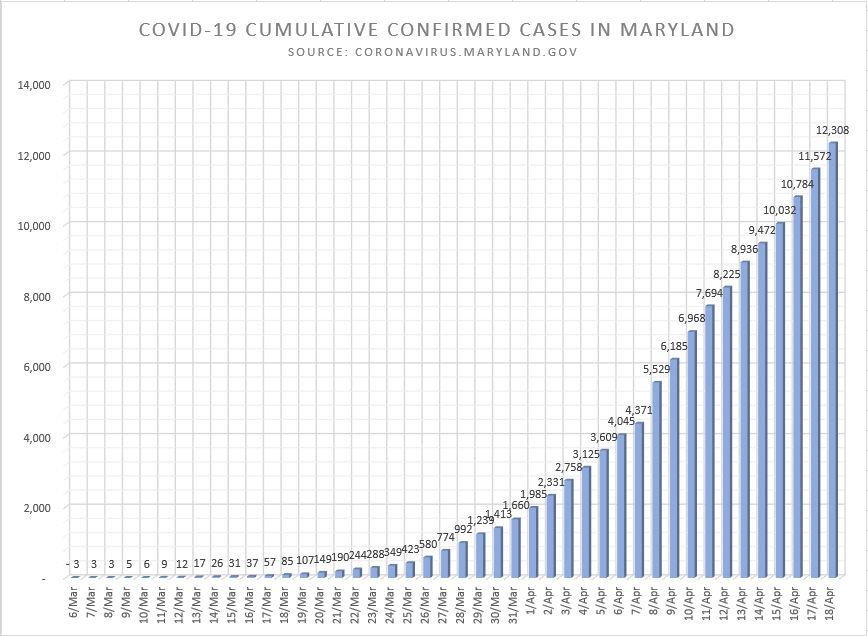 COVID-19 CUMULATIVE CONFIRMED CASES IN MARYLAND
SOURCE: CORONAVIRUS.MARYLAND.GOV
14,000
12,000
10,000
8,000
6,000
4,000
2,000
-
- 3 3 3 5 6 9 12 17 26 31 37 57 85 107 149 190 244 288 349 423 580 774 992 1,239 1,413 1,660 1,985 2,331 2,758 3,125 3,609 4,045 4,371 5,529 6,185 6,968 7,694 8,225 8,936 9,472 10,032 10,784 11,572 12,308
6/Mar 7/Mar 8/Mar 9/Mar 10/Mar 11/Mar 12/Mar 13/Mar 14/Mar 15/Mar 16/Mar 17/Mar 18/Mar 19/Mar 20/Mar 21/Mar 22/Mar 23/Mar 24/Mar 25/Mar 26/Mar 27/Mar 28/Mar 29/Mar 30/Mar 31/Mar 1/Apr 2/Apr 3/Apr 4/Apr 5/Apr 6/Apr 7/Apr 8/Apr 9/Apr 10/Apr 11/Apr 12/Apr 13/Apr 14/Apr 15/Apr 16/Apr 17/Apr 18/Apr